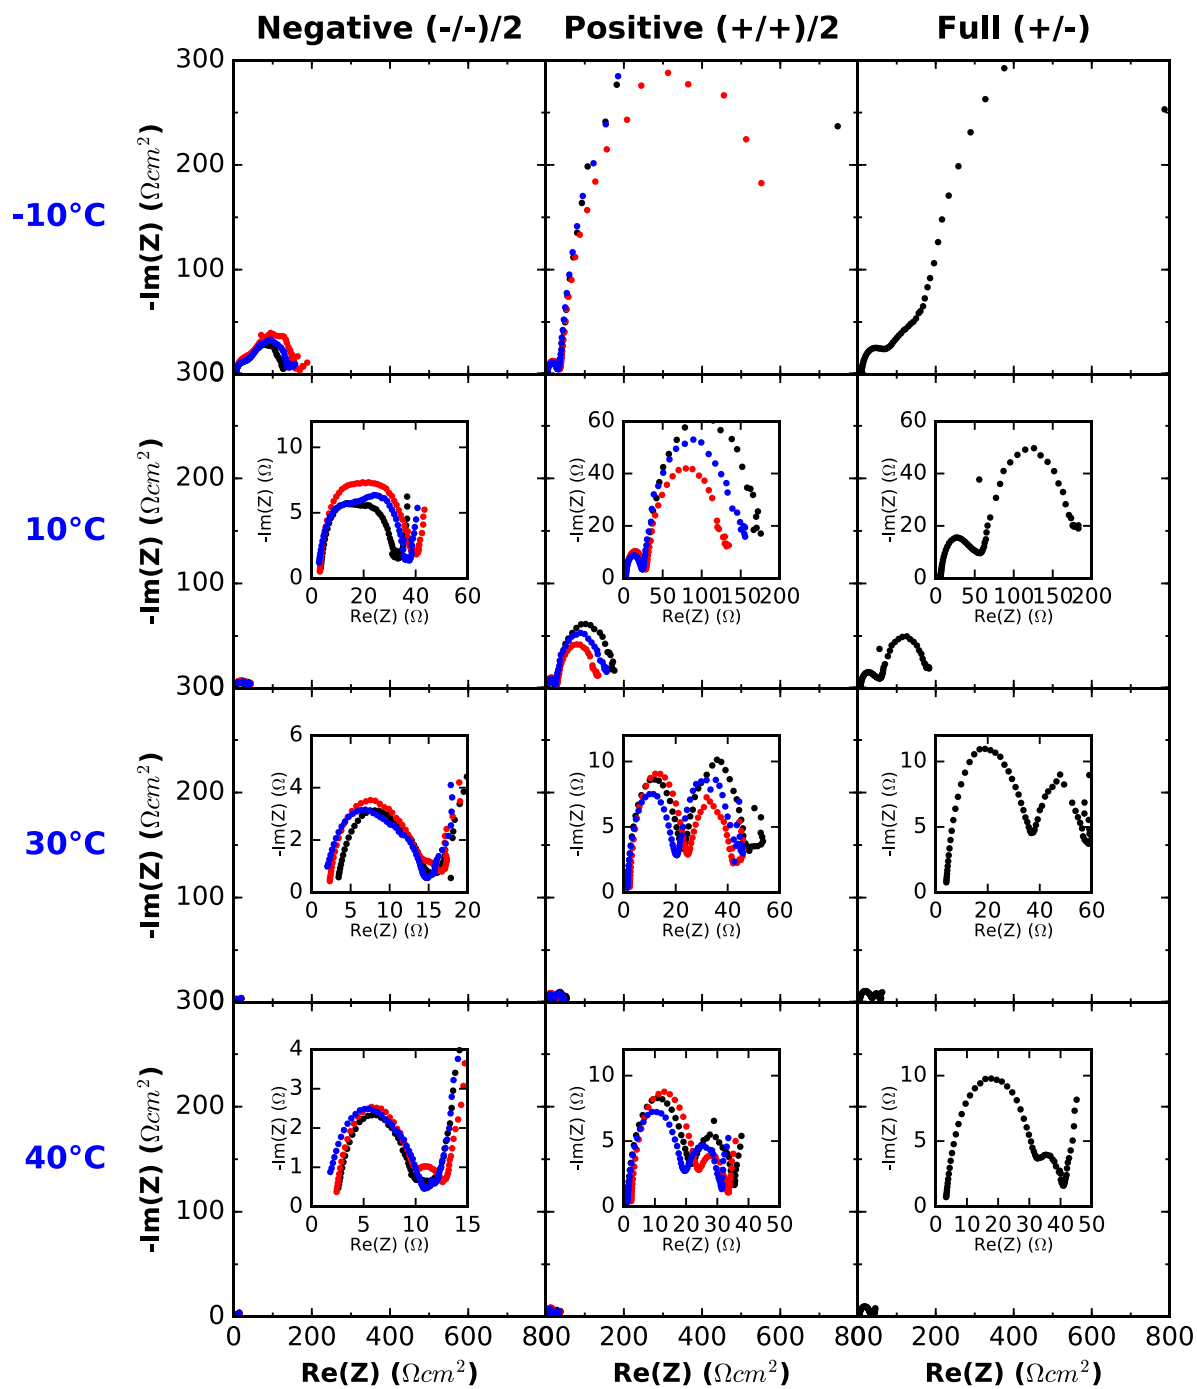 Negative (-/-)/2 Positive (+/+)/2 Full (+/-)
-10°C
-Im(Z) (Ωcm²)
300
200
100
300
10°C
-Im(Z) (Ωcm²)
200
100
300
-Im(Z) (Ω)
10
5
0
0 20 40 60
Re(Z) (Ω)
-Im(Z) (Ω)
60
40
20
0
0 50 100 150 200
Re(Z) (Ω)
-Im(Z) (Ω)
60
40
20
0
0 50 100 150 200
Re(Z) (Ω)
30°C
-Im(Z) (Ωcm²)
200
100
300
-Im(Z) (Ω)
6
4
2
0
0 5 10 15 20
Re(Z) (Ω)
-Im(Z) (Ω)
10
5
0
0 20 40 60
Re(Z) (Ω)
-Im(Z) (Ω)
10
5
0
0 20 40 60
Re(Z) (Ω)
40°C
-Im(Z) (Ωcm²)
200
100
0
-Im(Z) (Ω)
4
3
2
1
0
0 5 10 15
Re(Z) (Ω)
-Im(Z) (Ω)
10
5
0
0 10 20 30 40 50
Re(Z) (Ω)
-Im(Z) (Ω)
10
5
0
0 10 20 30 40 50
Re(Z) (Ω)
0 200 400 600 800 200 400 600 800 200 400 600 800
Re(Z) (Ωcm²) Re(Z) (Ωcm²) Re(Z) (Ωcm²)